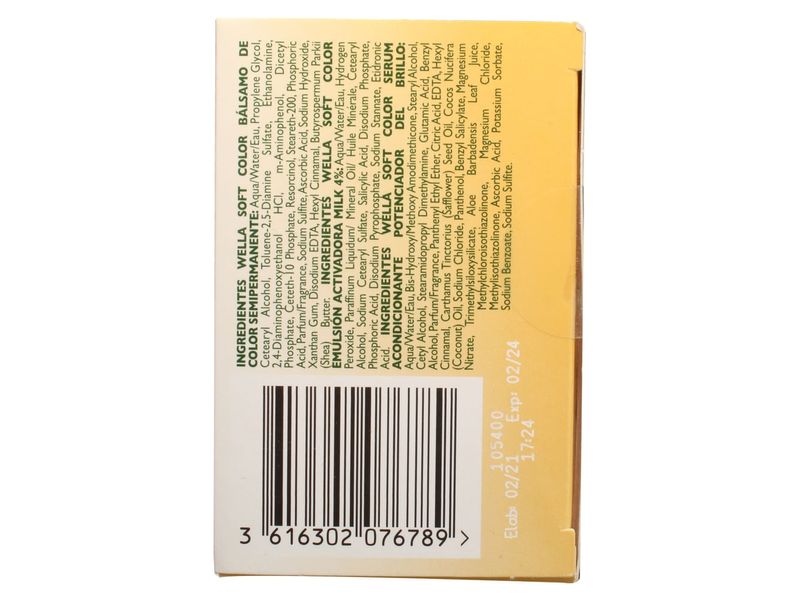 INGREDIENTES WELLA SOFT COLOR BÁLSAMO DE
COLOR SEMIPERMANENTE: Aqua/Water/Eau, Propylene Glycol,
Cetearyl Alcohol, Toluene-2,5-Diamine Sulfate, Ethanolamine,
2,4-Diaminophenoxyethanol HCl, m-Aminophenol, Dicetyl
Phosphate, Ceteth-10 Phosphate, Resorcinol, Steareth-200, Phosphoric
Acid, Parfum/Fragrance, Sodium Sulfite, Ascorbic Acid, Sodium Hydroxide,
Xanthan Gum, Disodium EDTA, Hexyl Cinnamal, Butyrospermum Parkii
(Shea) Butter. INGREDIENTES WELLA SOFT COLOR
EMULSIÓN ACTIVADORA MILK 4%: Aqua/Water/Eau, Hydrogen
Peroxide, Paraffinum Liquidum/ Mineral Oil/ Huile Minérale, Cetearyl
Alcohol, Sodium Cetearyl Sulfate, Salicylic Acid, Disodium Phosphate,
Phosphoric Acid, Disodium Pyrophosphate, Sodium Stannate, Etidronic
Acid. INGREDIENTES WELLA SOFT COLOR SERUM
ACONDICIONANTE POTENCIADOR DEL BRILLO:
Aqua/Water/Eau, Bis-Hydroxy/Methoxy Amodimethicone, Stearyl Alcohol,
Cetyl Alcohol, Stearamidopropyl Dimethylamine, Glutamic Acid, Benzyl
Alcohol, Parfum/Fragrance, Panthenyl Ethyl Ether, Citric Acid, EDTA, Hexyl
Cinnamal, Carthamus Tinctorius (Safflower) Seed Oil, Cocos Nucifera
(Coconut) Oil, Sodium Chloride, Panthenol, Benzyl Salicylate, Magnesium
Nitrate, Trimethylsiloxysilicate, Aloe Barbadensis Leaf Juice,
Methylchloroisothiazolinone, Magnesium Chloride,
Methylisothiazolinone, Ascorbic Acid, Potassium Sorbate,
Sodium Benzoate, Sodium Sulfite.
3 616302 076789 >
105400
Elab: 02/21 Exp: 02/24
17:24